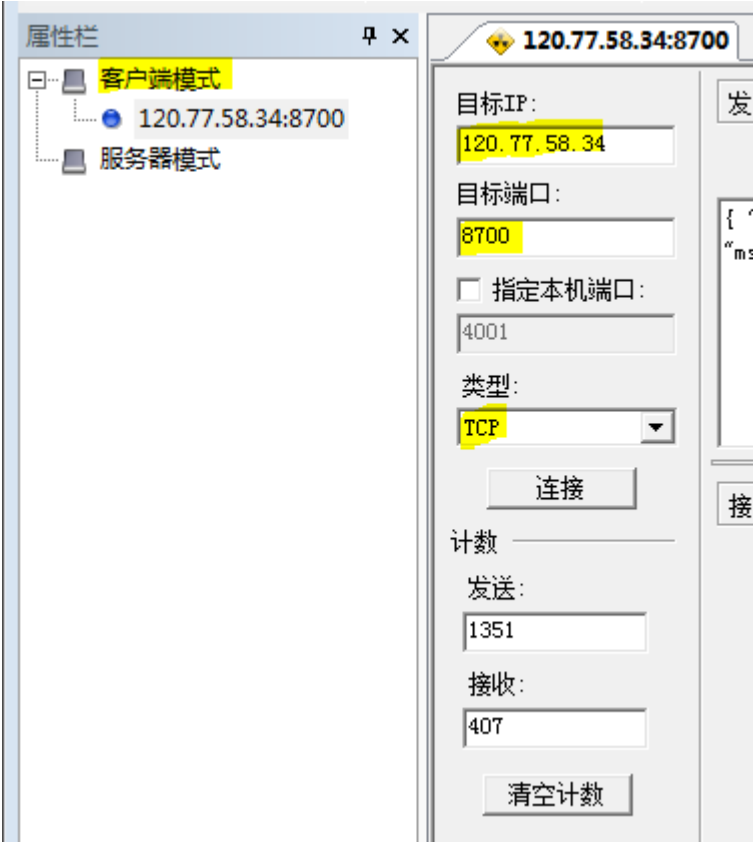 属性栏
客户端模式
120.77.58.34:8700
服务器模式
120.77.58.34:8700
目标IP:
120.77.58.34
目标端口:
8700
指定本机端口:
4001
类型:
TCP
连接
计数
发送:
1351
接收:
407
清空计数
发
{ "
"ms
接